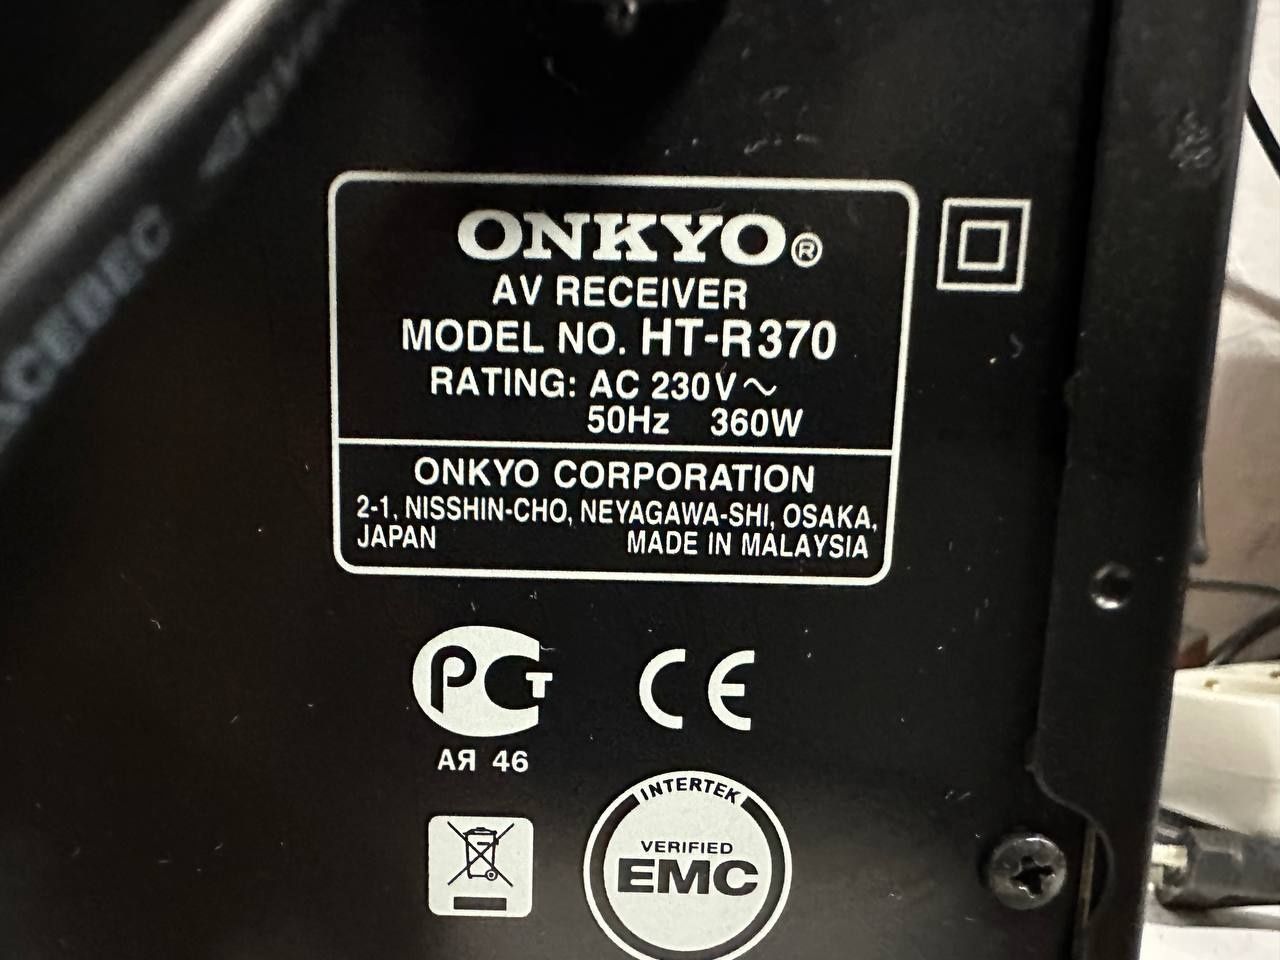 ONKYO®
AV RECEIVER
MODEL NO. HT-R370
RATING: AC 230V~
50Hz 360W
ONKYO CORPORATION
2-1, NISSHIN-CHO, NEYAGAWA-SHI, OSAKA,
JAPAN MADE IN MALAYSIA
РСТ
CE
АЯ 46
INTERTEK
VERIFIED
EMC